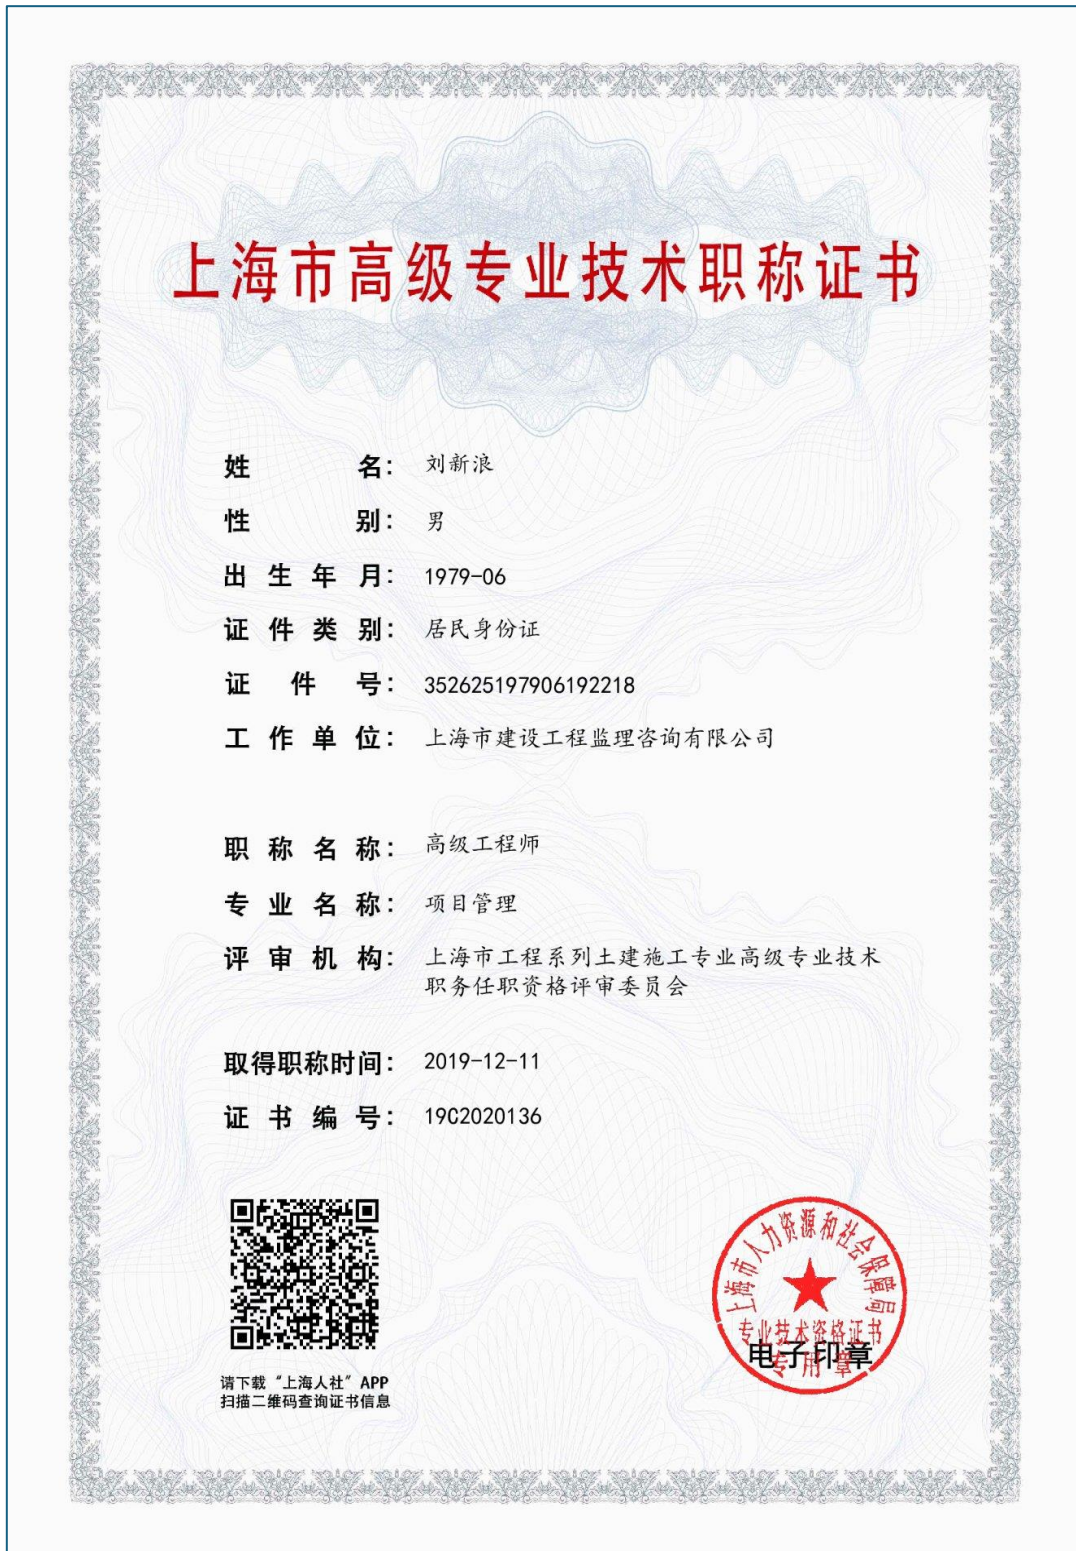 上海市高级专业技术职称证书
姓名： 刘新浪
性别： 男
出生年月： 1979-06
证件类别： 居民身份证
证件号： 352625197906192218
工作单位： 上海市建设工程监理咨询有限公司
职称名称： 高级工程师
专业名称： 项目管理
评审机构： 上海市工程系列土建施工专业高级专业技术
职务任职资格评审委员会
取得职称时间： 2019-12-11
证书编号： 19C2020136
上海市人力资源和社会保障局
专业技术资格证书
专用章
电子印章
请下载“上海人社”APP
扫描二维码查询证书信息